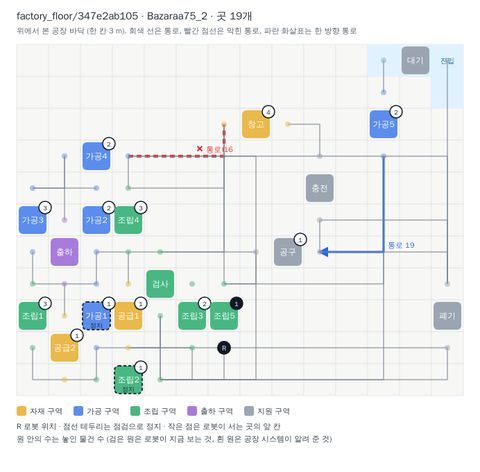 factory_floor/347e2ab105 · Bazaraa75_2 · 곳 19개
위에서 본 공장 바닥 (한 칸 3 m). 회색 선은 통로, 빨간 점선은 막힌 통로, 파란 화살표는 한 방향 통로
대기
진입
4
창고
2
가공5
✖ 통로 16
2
가공4
충전
3
가공3
2
가공2
3
조립4
출하
1
공구
통로 19
검사
3
조립1
1
가공1
정지
1
공급1
2
조립3
1
조립5
폐기
1
공급2
R
1
조립2
정지
자재 구역
가공 구역
조립 구역
출하 구역
지원 구역
R 로봇 위치 · 점선 테두리는 점검으로 정지 · 작은 점은 로봇이 서는 곳의 앞 칸
원 안의 수는 놓인 물건 수 (검은 원은 로봇이 지금 보는 것, 흰 원은 공장 시스템이 알려 준 것)